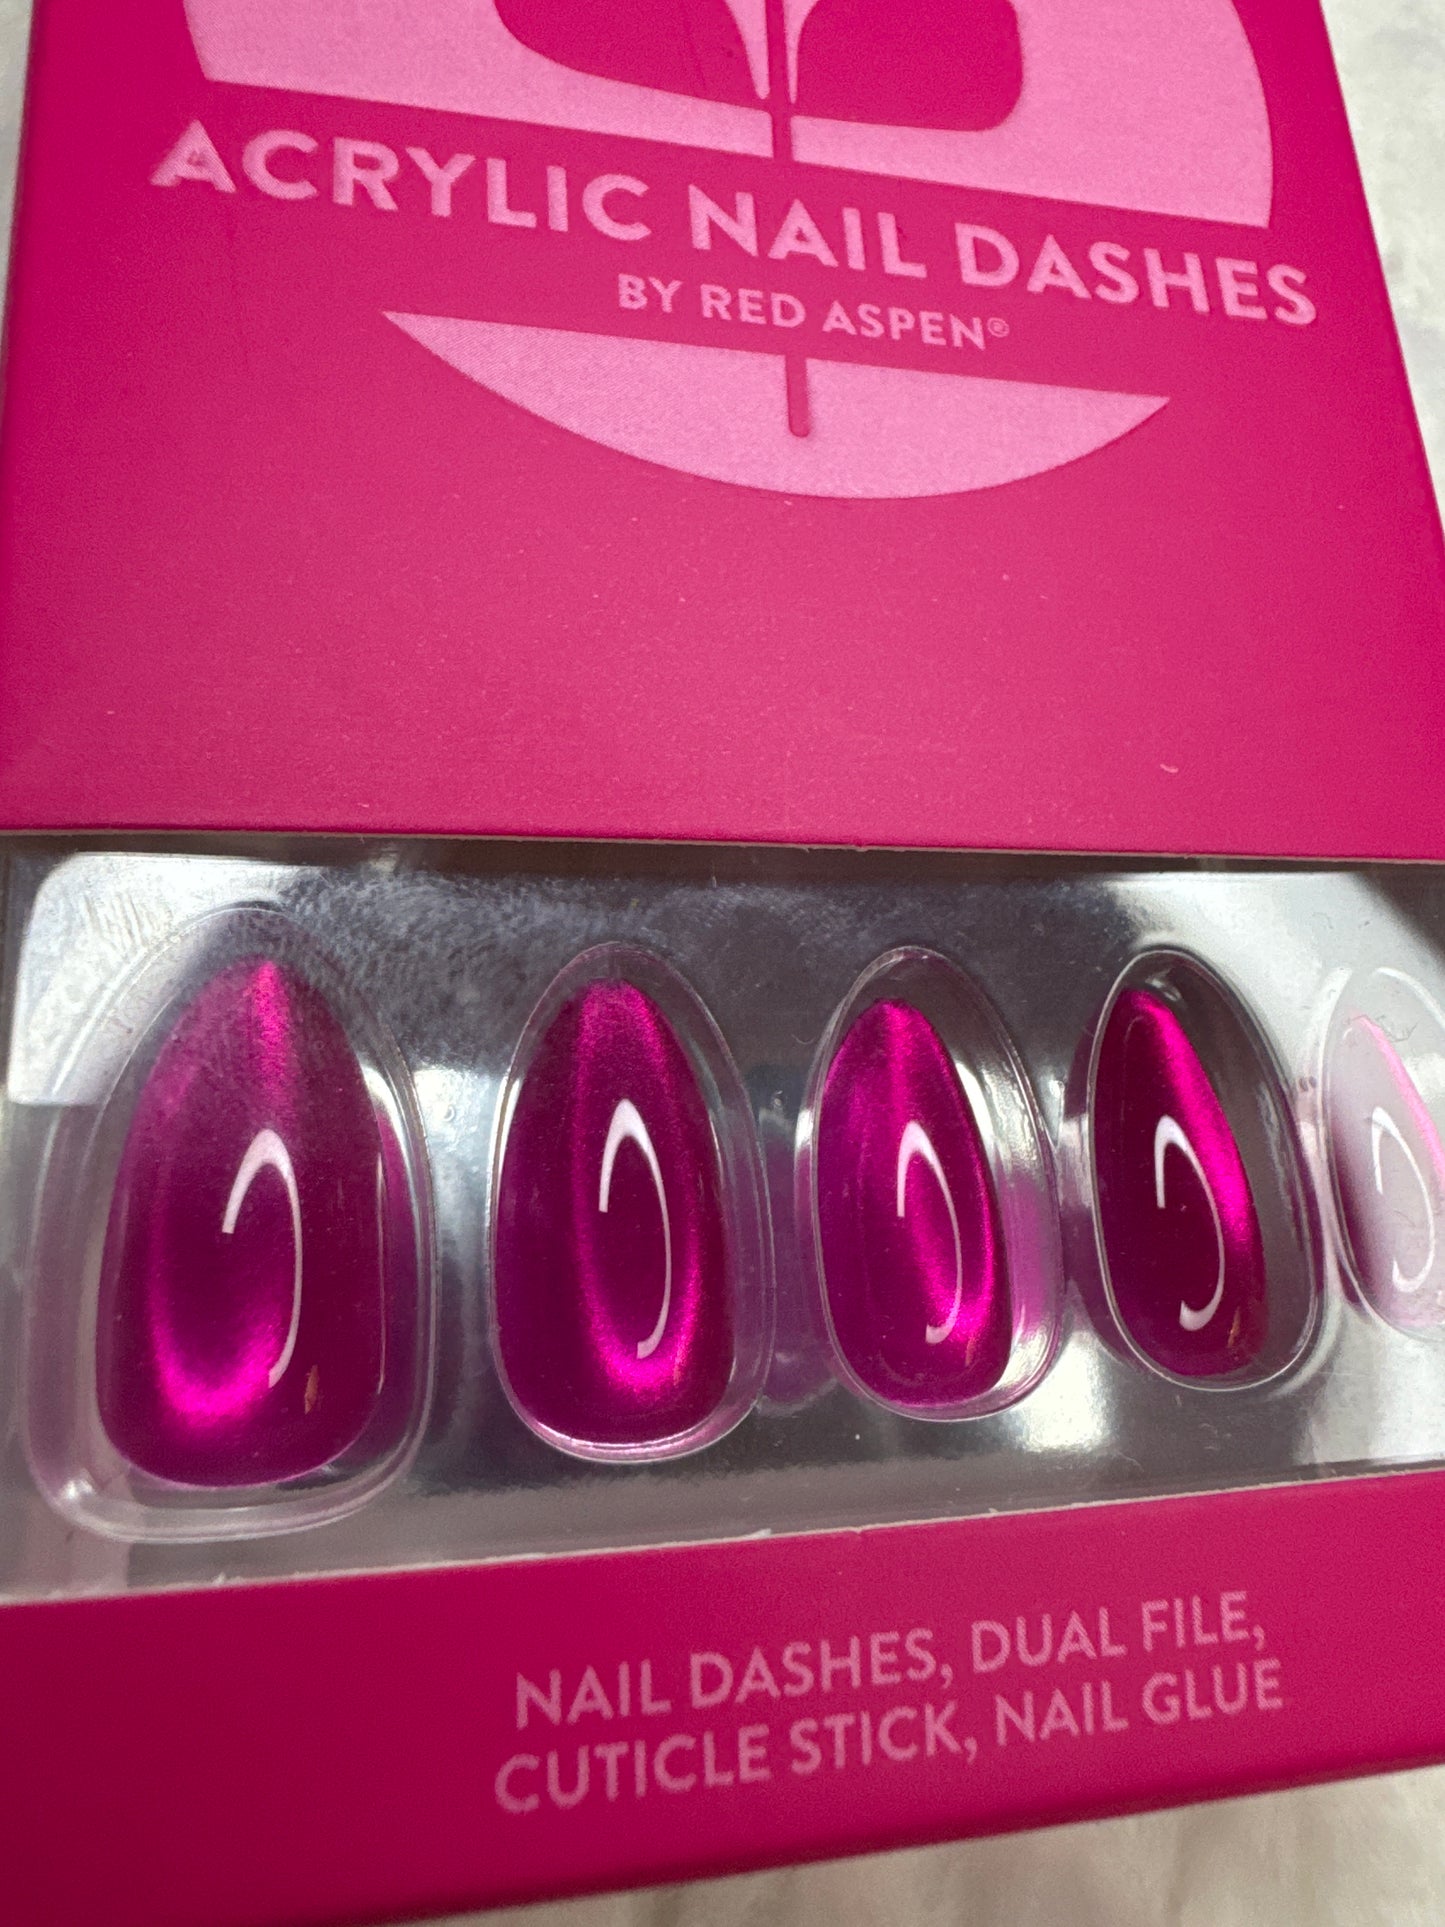 ACRYLIC NAIL DASHES
BY RED ASPEN®
NAIL DASHES, DUAL FILE,
CUTICLE STICK, NAIL GLUE